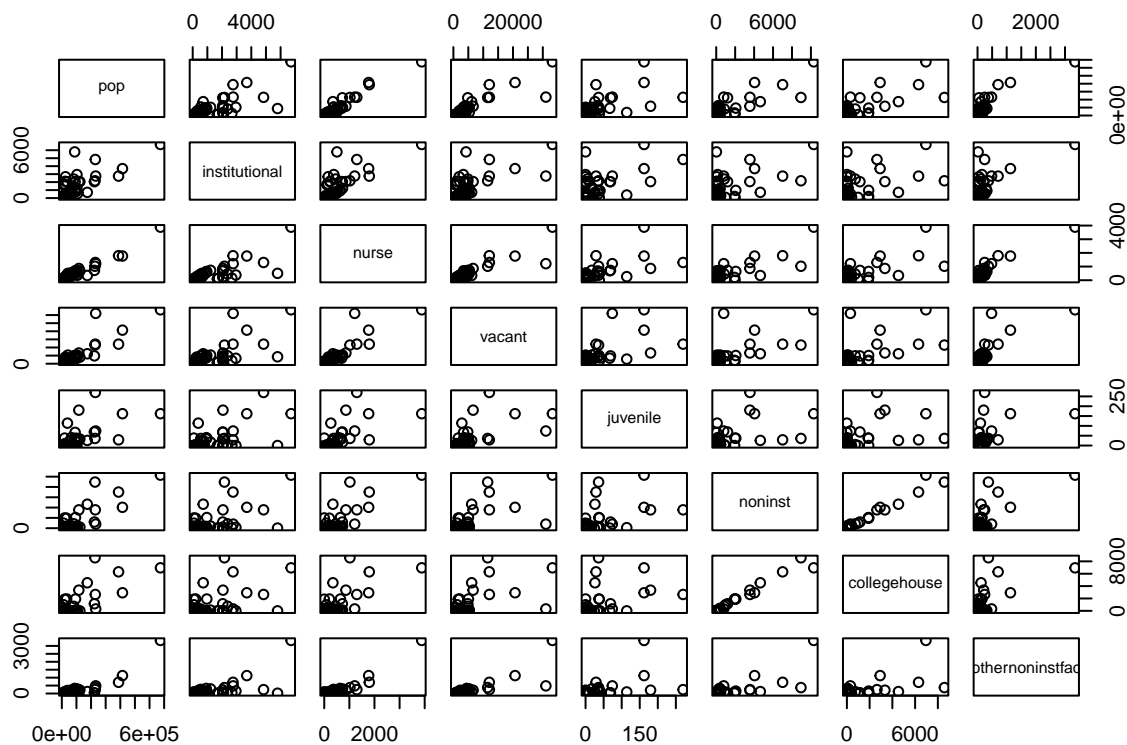 0 4000 0 20000 0 6000 0 2000
pop
0e+00
6000
0
institutional
nurse
4000
0
0
vacant
juvenile
250
0
0
noninst
collegehouse
8000
0
3000
0
othernoninstfac
0e+00 6e+05 0 2000 0 150 0 6000